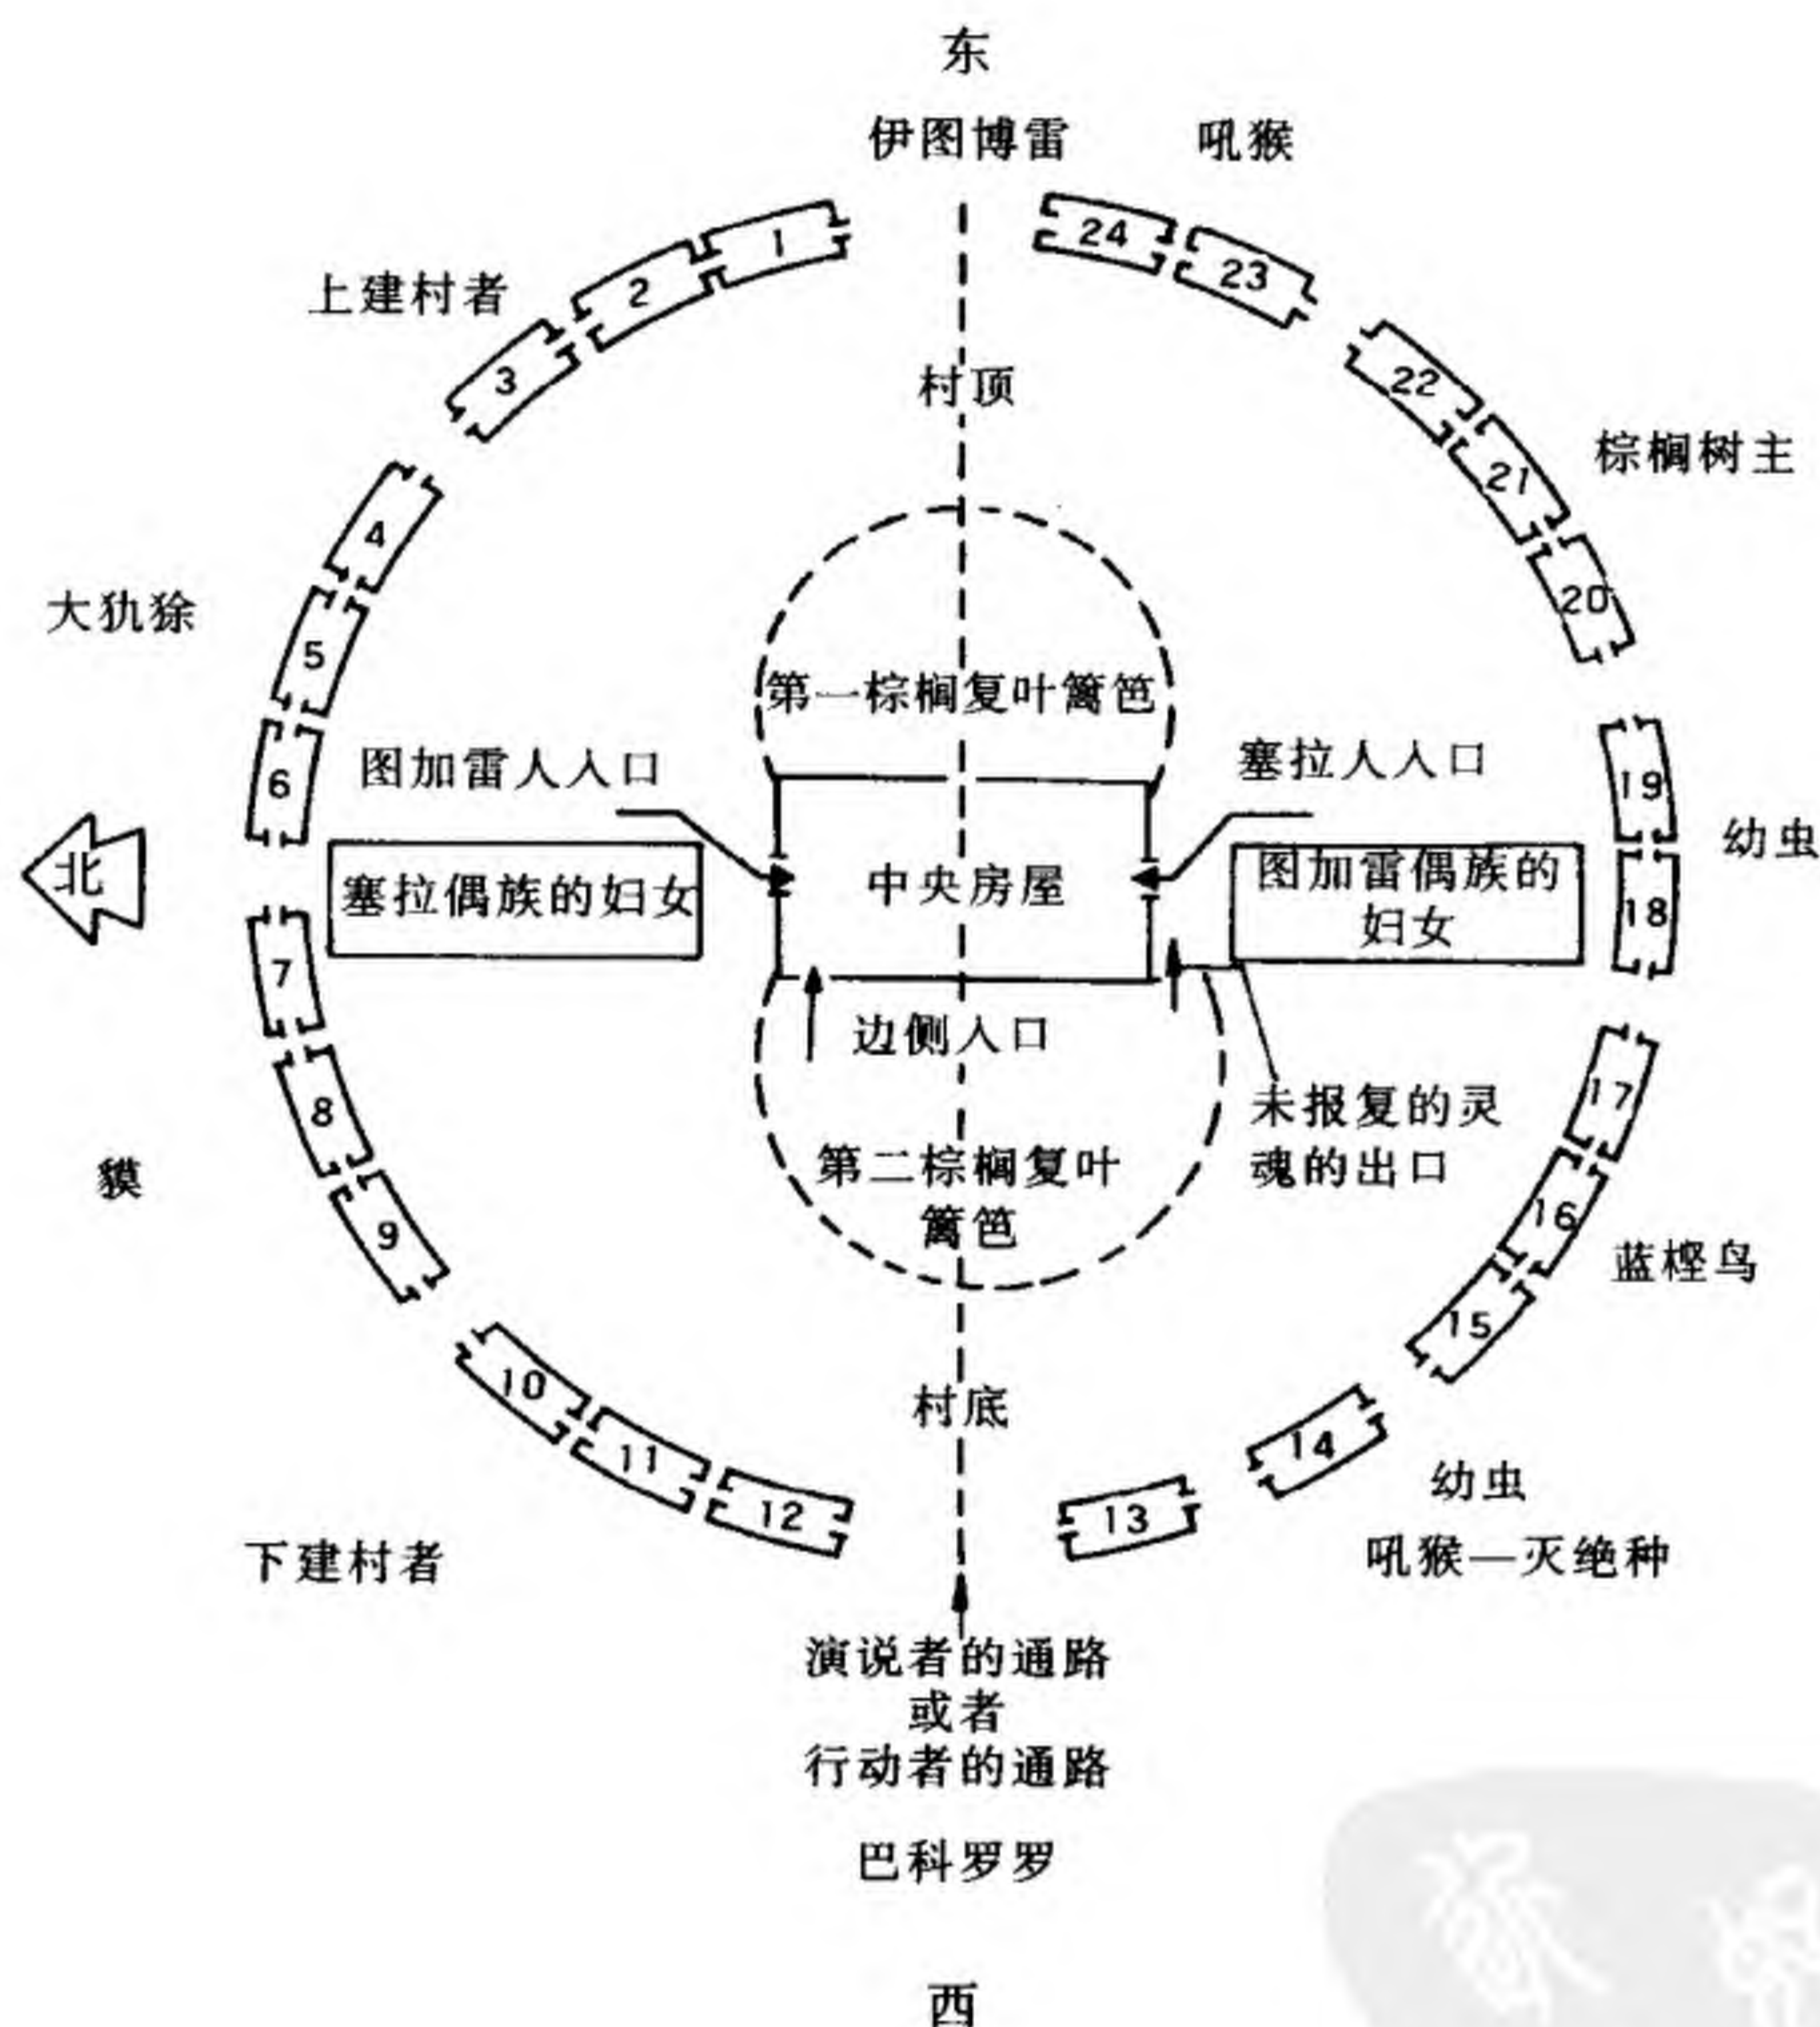 东
伊图博雷
吼猴
1
24
2
23
上建村者
3
村顶
22
棕榈树主
21
4
20
大犰狳
5
第一棕榈复叶篱笆
图加雷人入口
塞拉人入口
6
19
幼虫
北
塞拉偶族的妇女
中央房屋
图加雷偶族的
妇女
18
7
边侧入口
8
17
未报复的灵
魂的出口
貘
第二棕榈复叶
篱笆
9
16
蓝樫鸟
15
10
村底
11
14
幼虫
12
13
下建村者
吼猴—灭绝种
演说者的通路
或者
行动者的通路
巴科罗罗
西